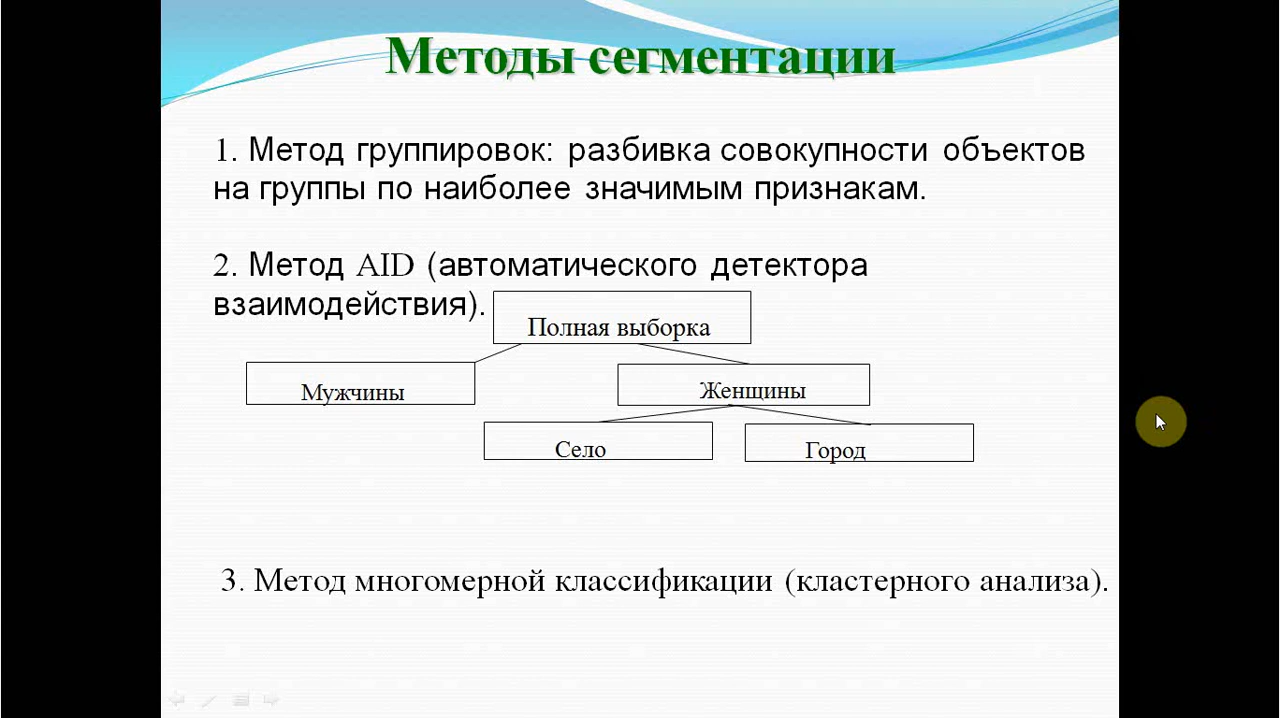 Методы сегментации
1. Метод группировок: разбивка совокупности объектов
на группы по наиболее значимым признакам.
2. Метод AID (автоматического детектора
взаимодействия).
Полная выборка
Мужчины
Женщины
Село
Город
3. Метод многомерной классификации (кластерного анализа).